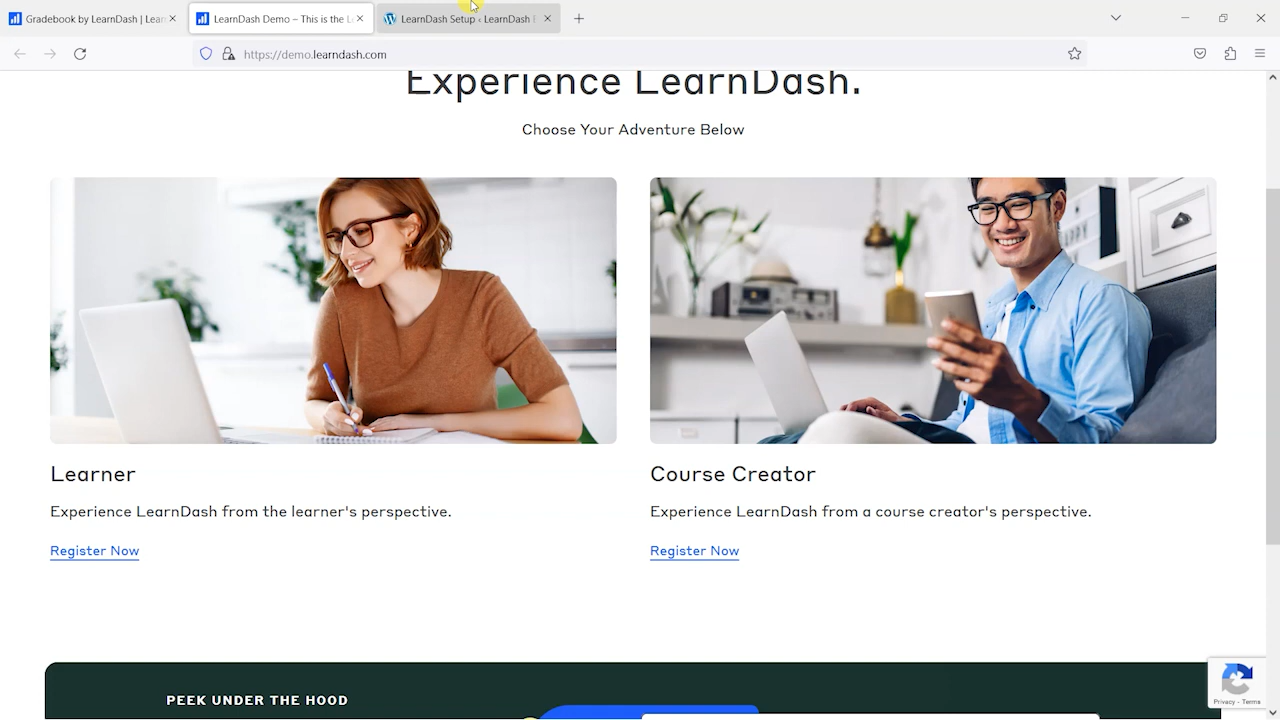 Gradebook by LearnDash | Lear
LearnDash Demo – This is the L
LearnDash Setup ‹ LearnDash
https://demo.learndash.com
Experience LearnDash.
Choose Your Adventure Below
Learner
Experience LearnDash from the learner's perspective.
Register Now
Course Creator
Experience LearnDash from a course creator's perspective.
Register Now
PEEK UNDER THE HOOD
Privacy - Terms